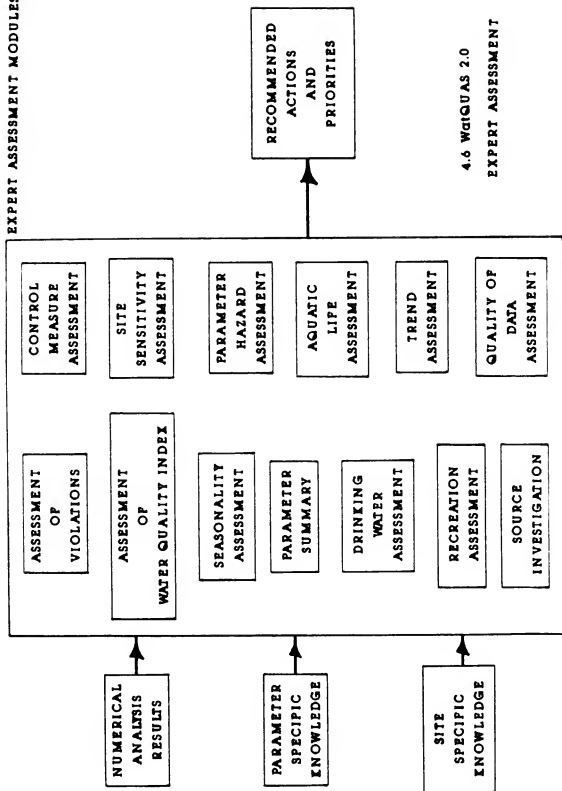 EXPERT ASSESSMENT MODULES
NUMERICAL
ANALYSIS
RESULTS
PARAMETER
SPECIFIC
KNOWLEDGE
SITE
SPECIFIC
KNOWLEDGE
ASSESSMENT
OF
VIOLATIONS
ASSESSMENT
OF
WATER QUALITY INDEX
SEASONALITY
ASSESSMENT
PARAMETER
SUMMARY
DRINKING
WATER
ASSESSMENT
RECREATION
ASSESSMENT
SOURCE
INVESTIGATION
CONTROL
MEASURE
ASSESSMENT
SITE
SENSITIVITY
ASSESSMENT
PARAMETER
HAZARD
ASSESSMENT
AQUATIC
LIFE
ASSESSMENT
TREND
ASSESSMENT
QUALITY OF
DATA
ASSESSMENT
RECOMMENDED
ACTIONS
AND
PRIORITIES
4.6 WatQUAS 2.0
EXPERT ASSESSMENT